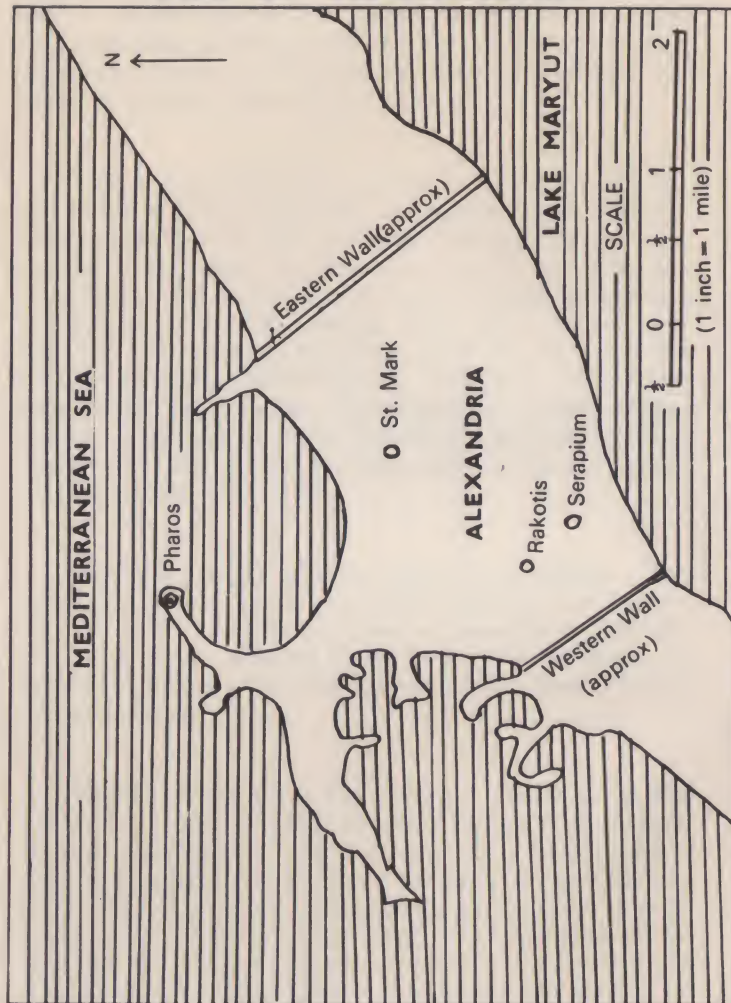 N
MEDITERRANEAN SEA
Pharos
Eastern Wall (approx)
St. Mark
ALEXANDRIA
Rakotis
Serapium
Western Wall
(approx)
LAKE MARYUT
SCALE
½ 0 ½ 1 2
(1 inch = 1 mile)